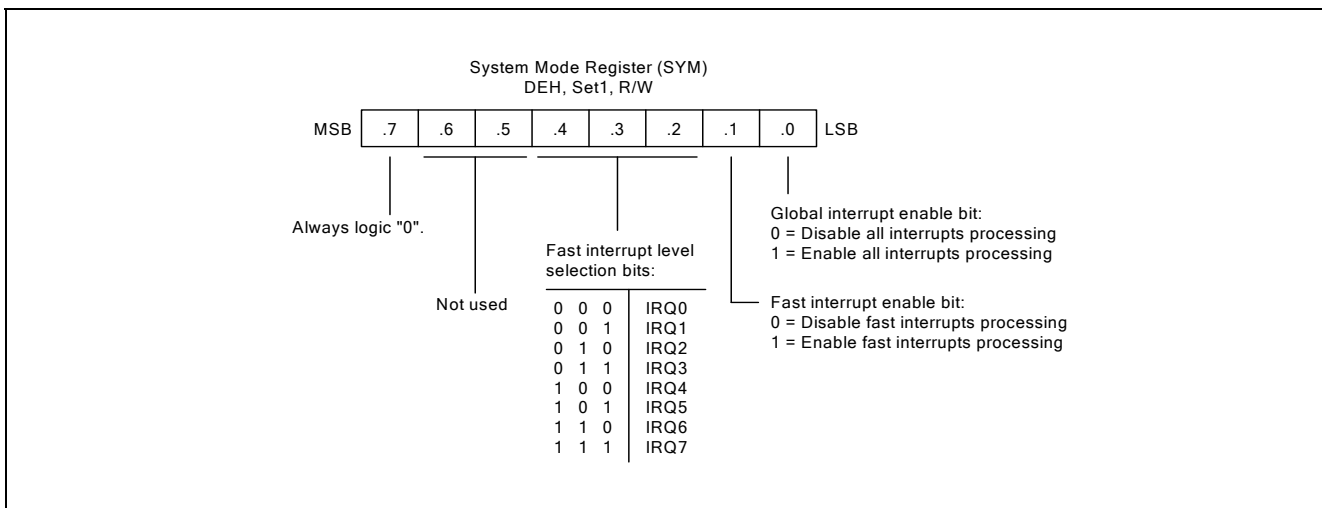 System Mode Register (SYM)
DEH, Set1, R/W
MSB .7 .6 .5 .4 .3 .2 .1 .0 LSB
Always logic "0".
Not used
Fast interrupt level
selection bits:
0 0 0 IRQ0
0 0 1 IRQ1
0 1 0 IRQ2
0 1 1 IRQ3
1 0 0 IRQ4
1 0 1 IRQ5
1 1 0 IRQ6
1 1 1 IRQ7
Global interrupt enable bit:
0 = Disable all interrupts processing
1 = Enable all interrupts processing
Fast interrupt enable bit:
0 = Disable fast interrupts processing
1 = Enable fast interrupts processing